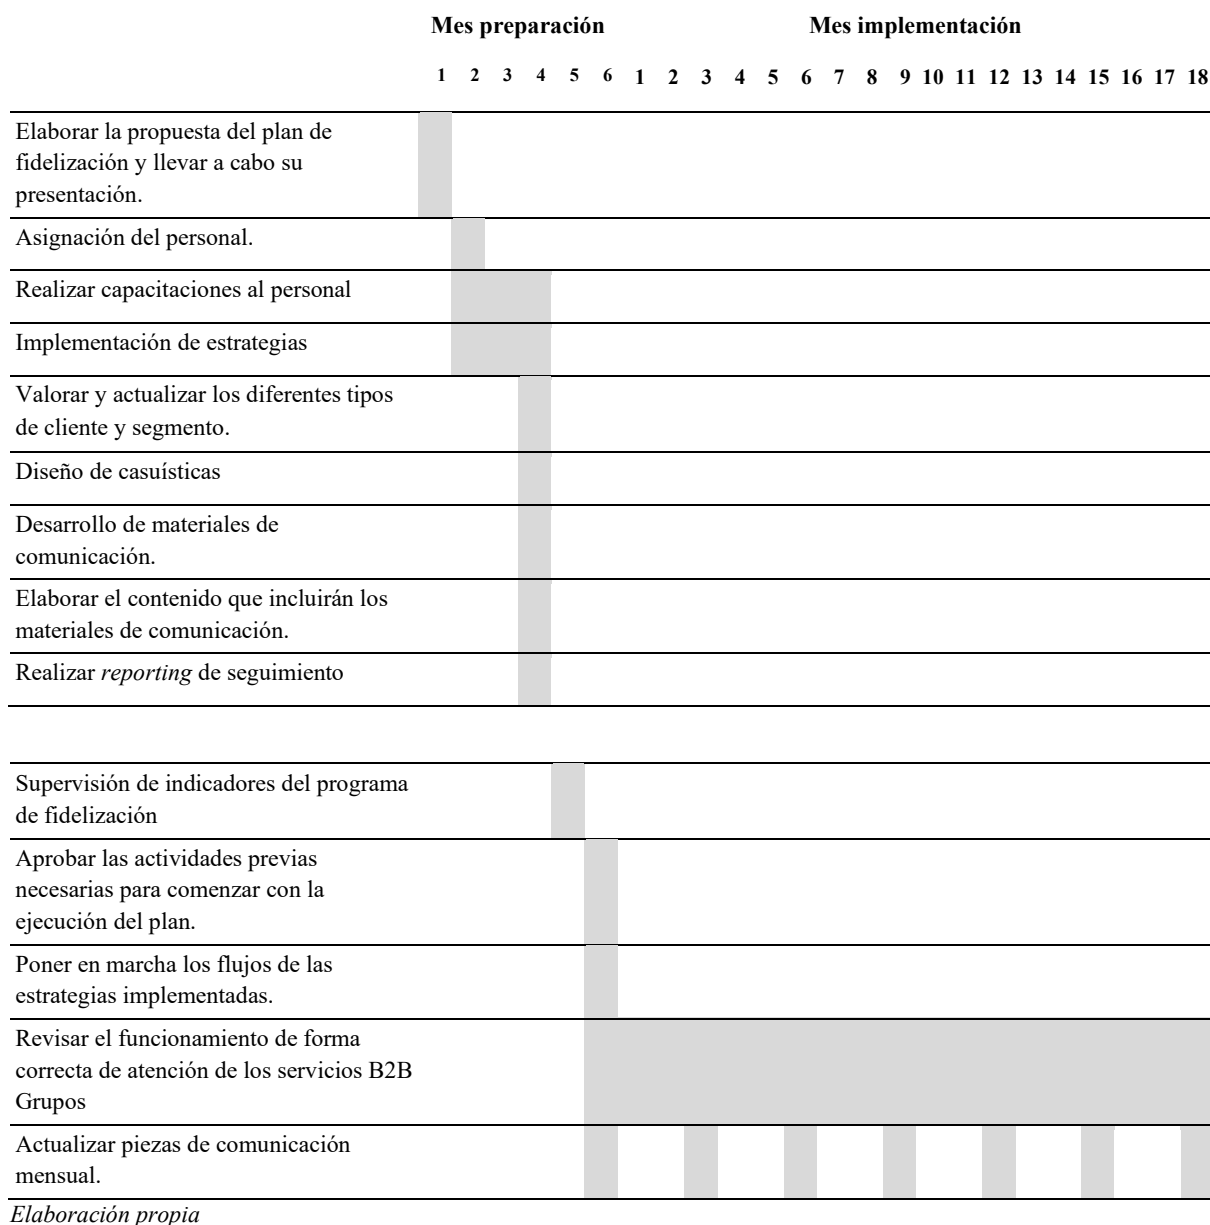 Mes preparación Mes implementación
1 2 3 4 5 6 1 2 3 4 5 6 7 8 9 10 11 12 13 14 15 16 17 18
Elaborar la propuesta del plan de
fidelización y llevar a cabo su
presentación.
Asignación del personal.
Realizar capacitaciones al personal
Implementación de estrategias
Valorar y actualizar los diferentes tipos
de cliente y segmento.
Diseño de casuísticas
Desarrollo de materiales de
comunicación.
Elaborar el contenido que incluirán los
materiales de comunicación.
Realizar reporting de seguimiento
Supervisión de indicadores del programa
de fidelización
Aprobar las actividades previas
necesarias para comenzar con la
ejecución del plan.
Poner en marcha los flujos de las
estrategias implementadas.
Revisar el funcionamiento de forma
correcta de atención de los servicios B2B
Grupos
Actualizar piezas de comunicación
mensual.
Elaboración propia